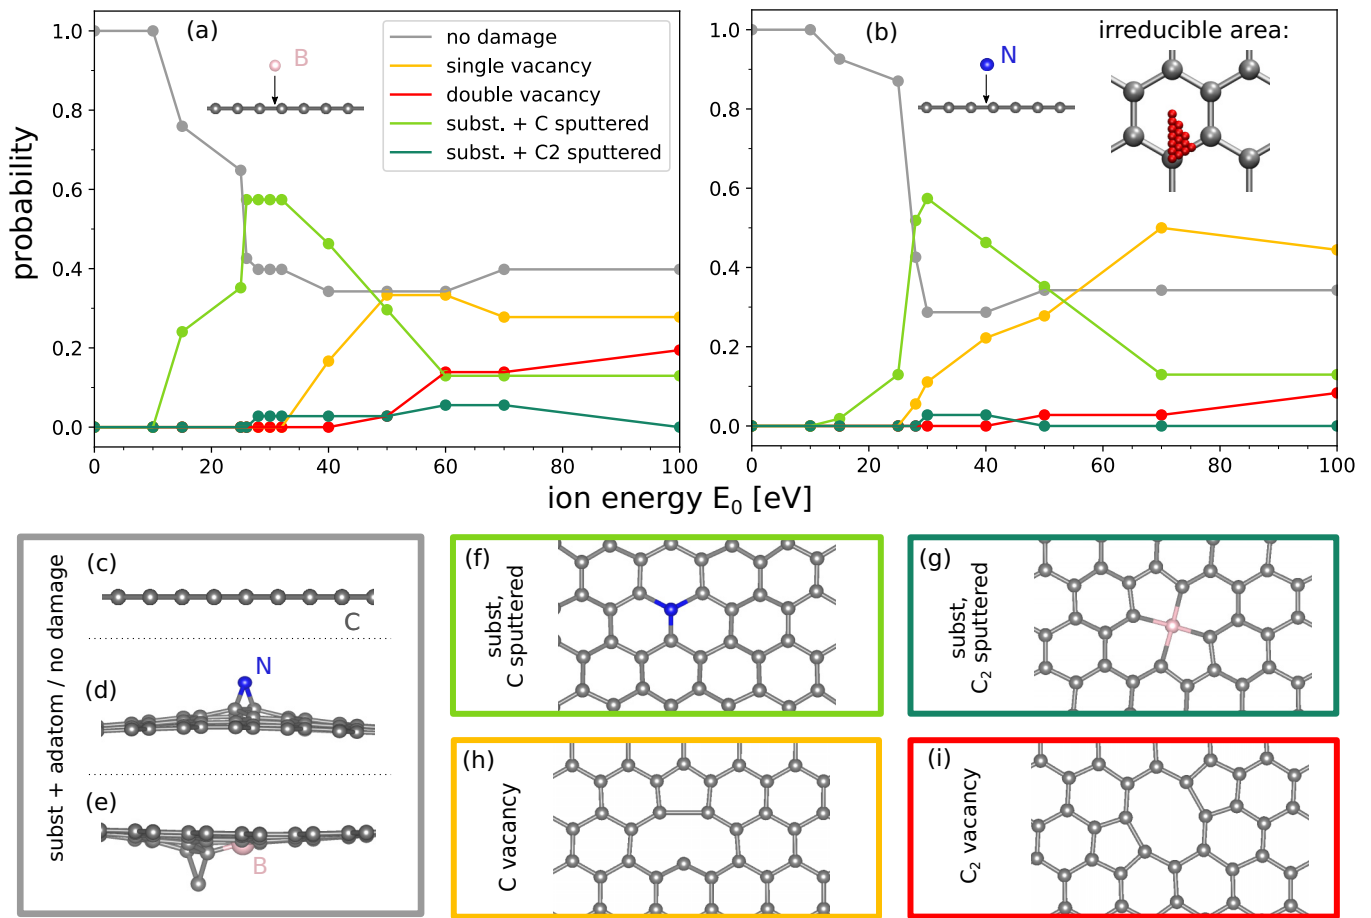 (a)
B
no damage
single vacancy
double vacancy
subst. + C sputtered
subst. + C2 sputtered
1.0
0.8
0.6
0.4
0.2
0.0
0
20
40
60
80
100
probability
(b)
N
irreducible area:
1.0
0.8
0.6
0.4
0.2
0.0
0
20
40
60
80
100
ion energy E₀ [eV]
subst + adatom / no damage
(c)
C
(d)
N
(e)
B
(f)
subst,
C sputtered
(g)
subst,
C₂ sputtered
(h)
C vacancy
(i)
C₂ vacancy